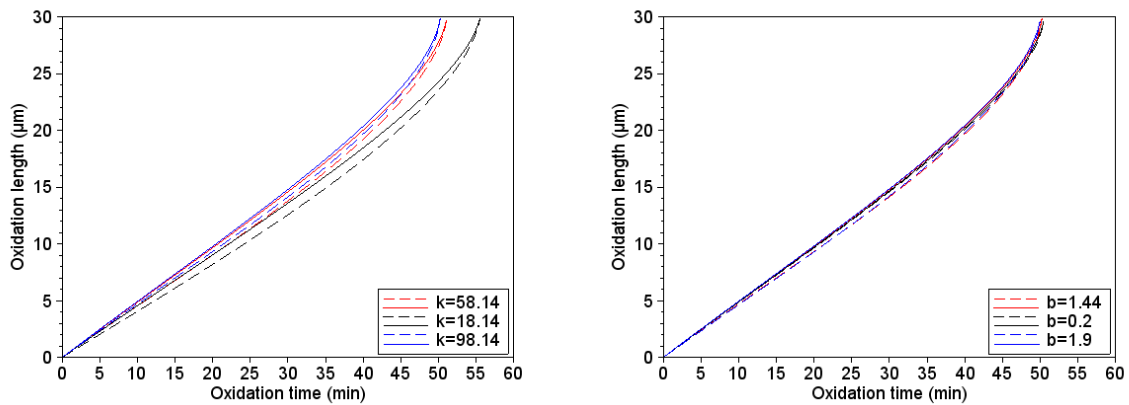 30
25
20
15
10
5
0
Oxidation length (µm)
k=58.14
k=18.14
k=98.14
0 5 10 15 20 25 30 35 40 45 50 55 60
Oxidation time (min)
30
25
20
15
10
5
0
Oxidation length (µm)
b=1.44
b=0.2
b=1.9
0 5 10 15 20 25 30 35 40 45 50 55 60
Oxidation time (min)